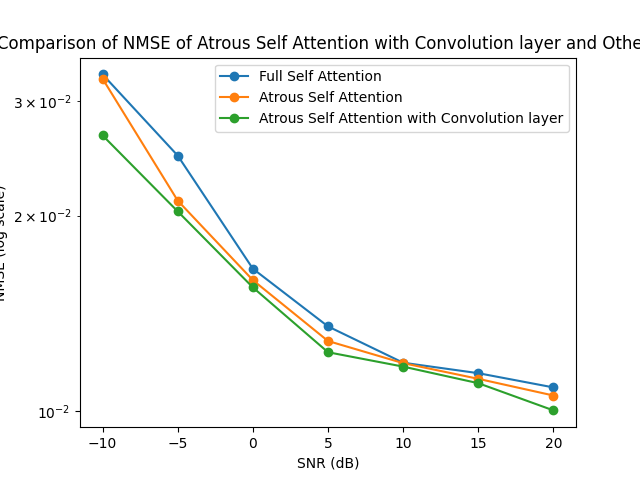 Comparison of NMSE of Atrous Self Attention with Convolution layer and Othe
Full Self Attention
Atrous Self Attention
Atrous Self Attention with Convolution layer
3 × 10⁻²
2 × 10⁻²
10⁻²
NMSE (log scale)
−10 −5 0 5 10 15 20
SNR (dB)